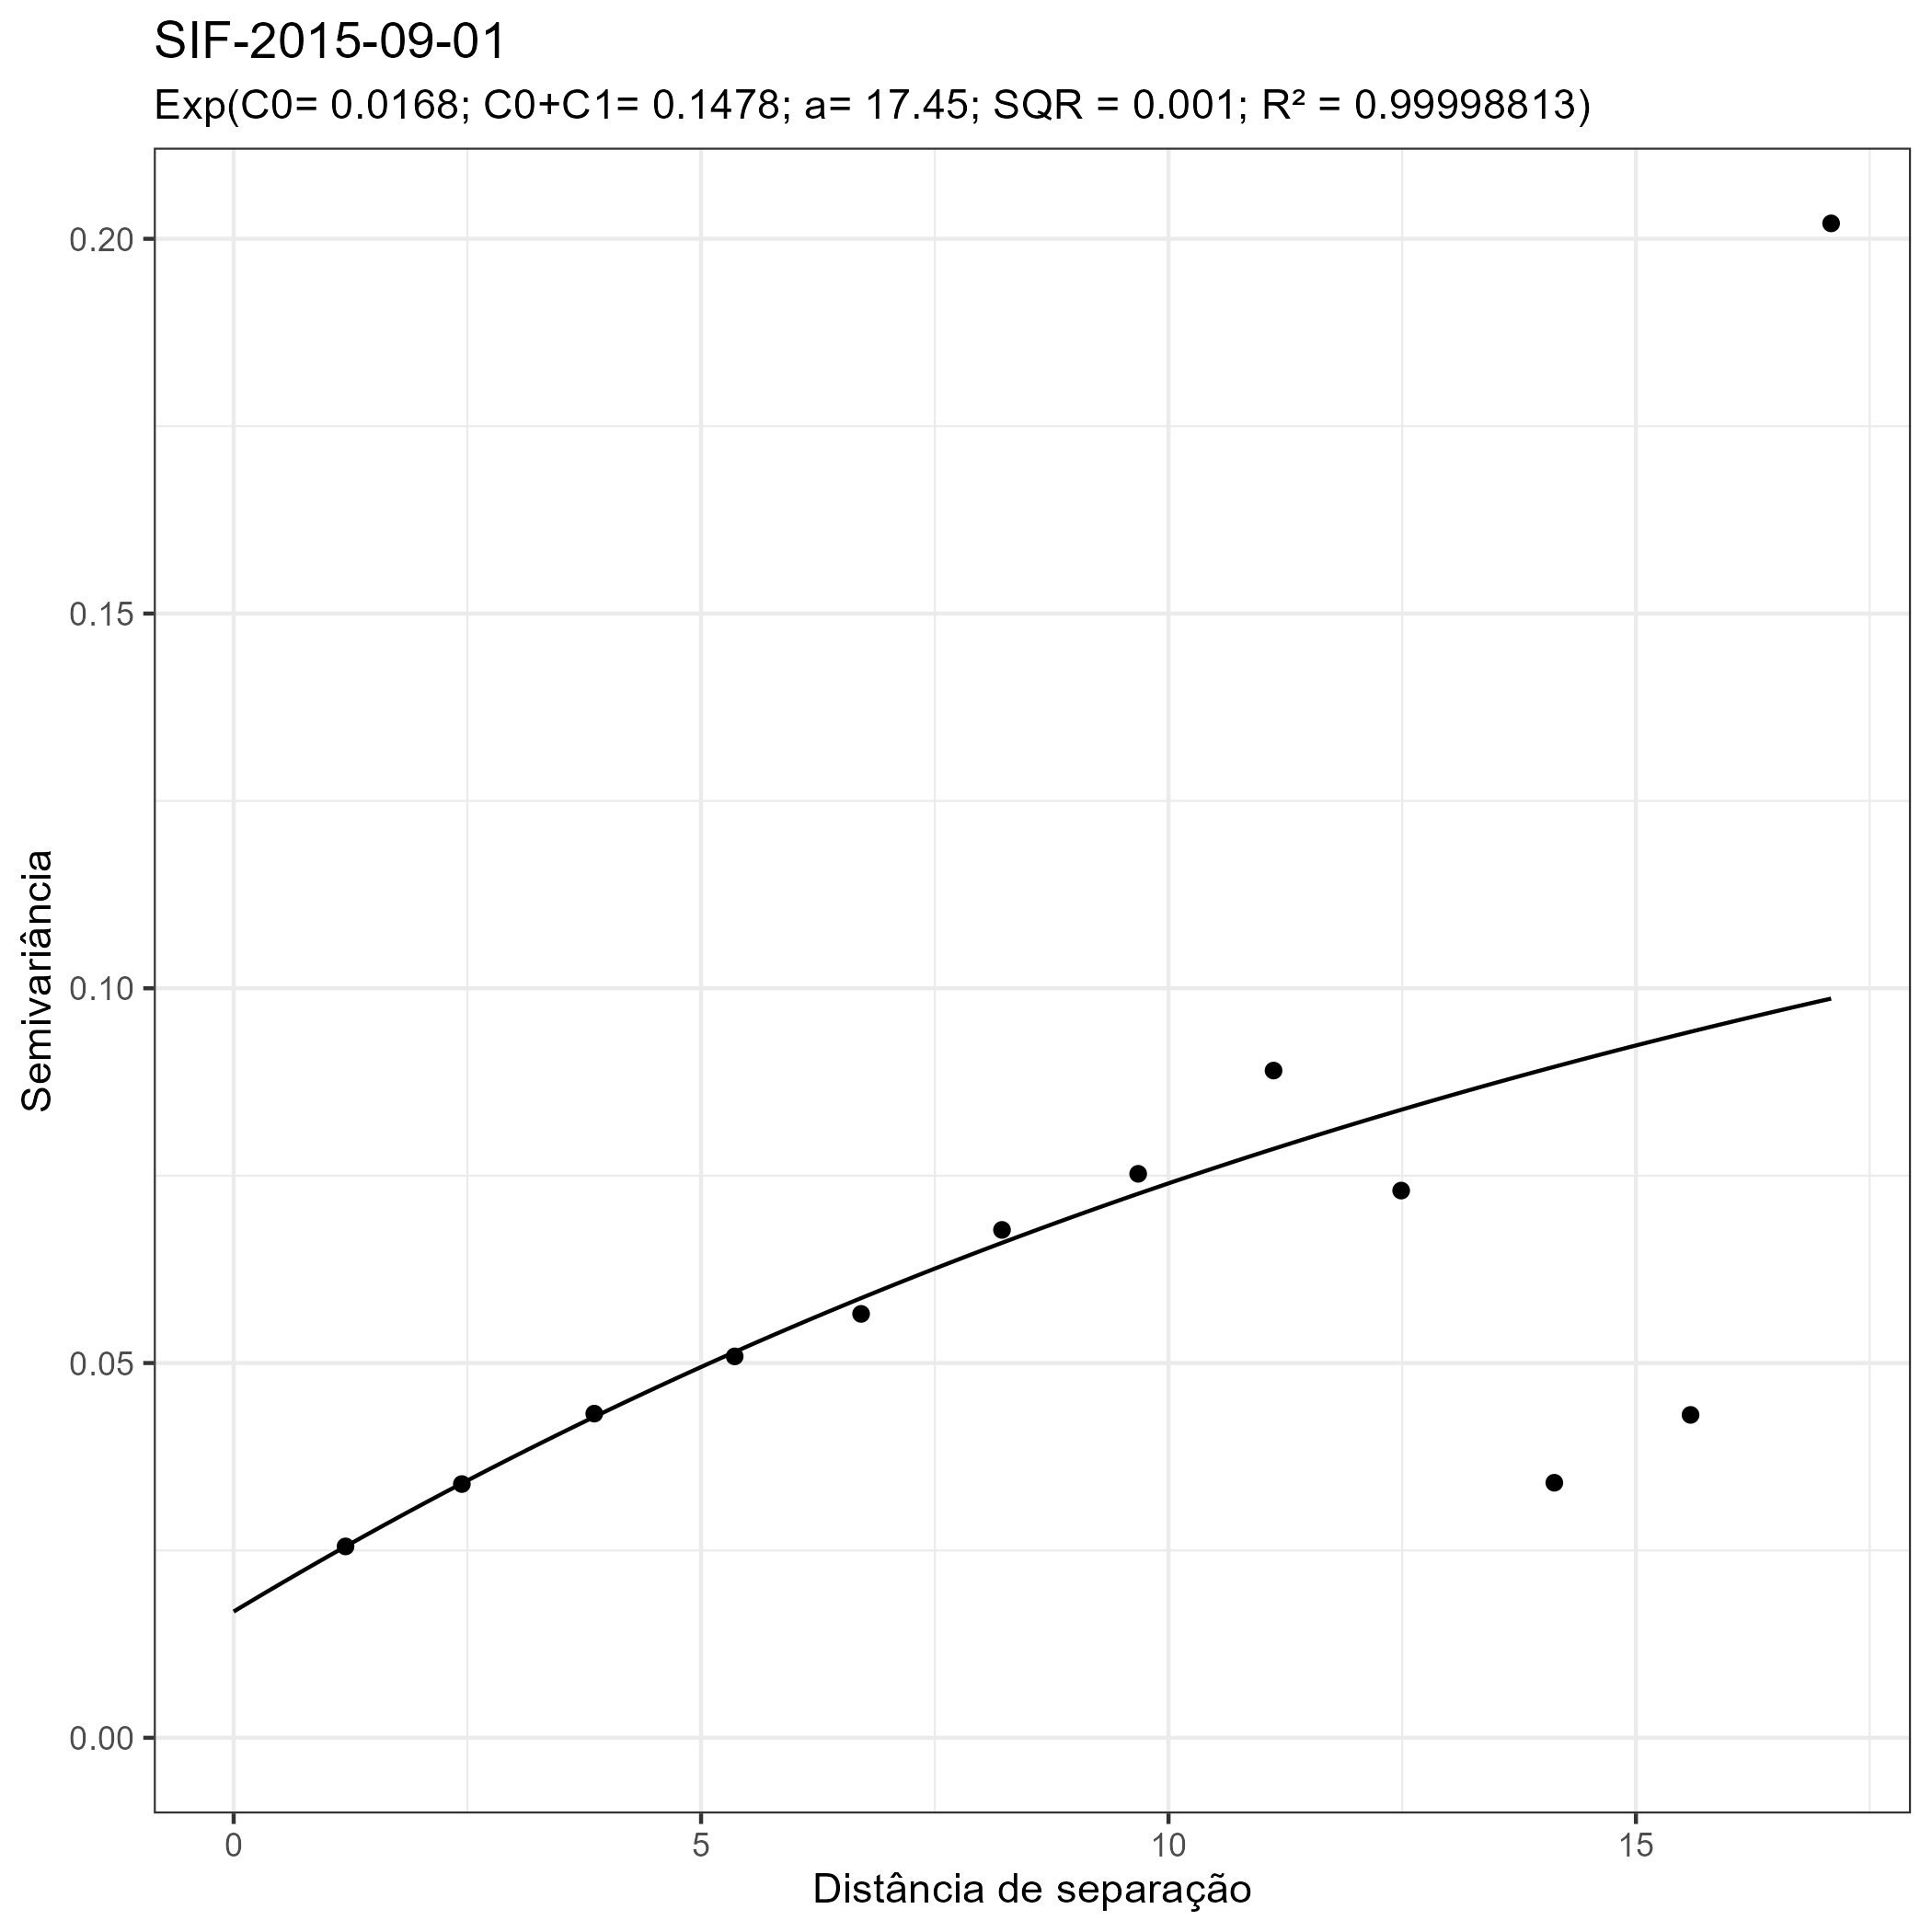 SIF-2015-09-01
Exp(C0= 0.0168; C0+C1= 0.1478; a= 17.45; SQR = 0.001; R² = 0.99998813)
Semivariância
0.20
0.15
0.10
0.05
0.00
0
5
10
15
Distância de separação